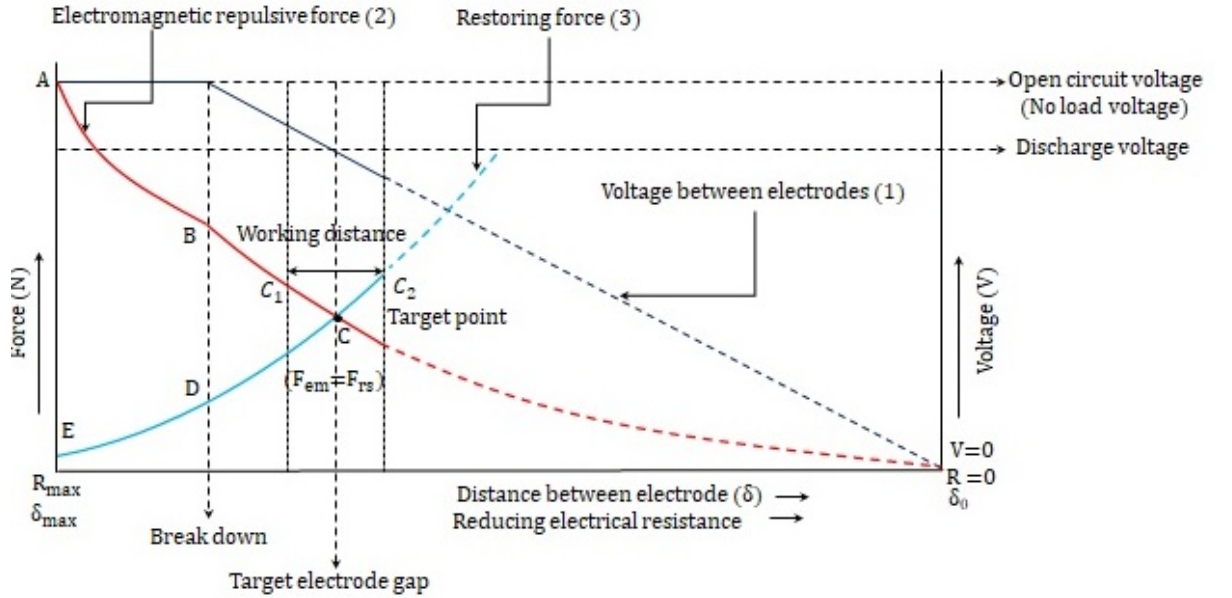 Electromagnetic repulsive force (2)
Restoring force (3)
A
Open circuit voltage
(No load voltage)
Discharge voltage
Voltage between electrodes (1)
B
Working distance
C₁
C₂
Target point
C
(Fem=Frs)
D
E
Force (N)
Voltage (V)
V=0
R =0
δ₀
Rmax
δmax
Distance between electrode (δ)
Reducing electrical resistance
Break down
Target electrode gap